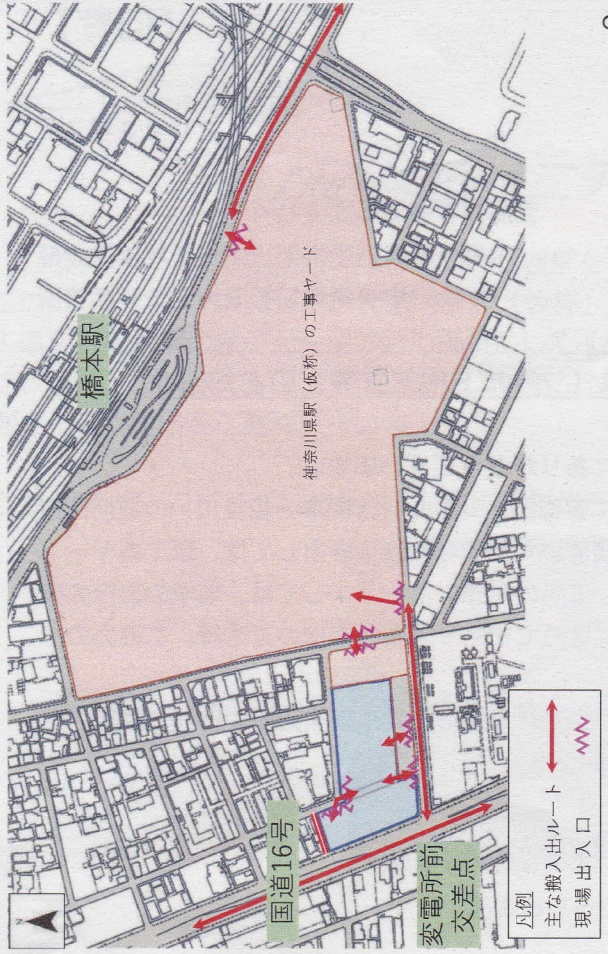 橋本駅
神奈川県駅（仮称）の工事ヤード
国道16号
変電所前
交差点
N
凡例
主な搬入出ルート
現場出入口